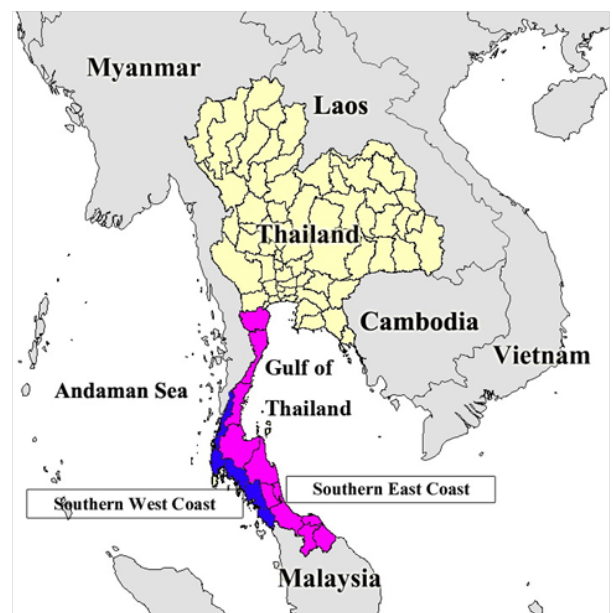 Myanmar
Laos
Thailand
Cambodia
Vietnam
Gulf of
Thailand
Andaman Sea
Southern East Coast
Southern West Coast
Malaysia